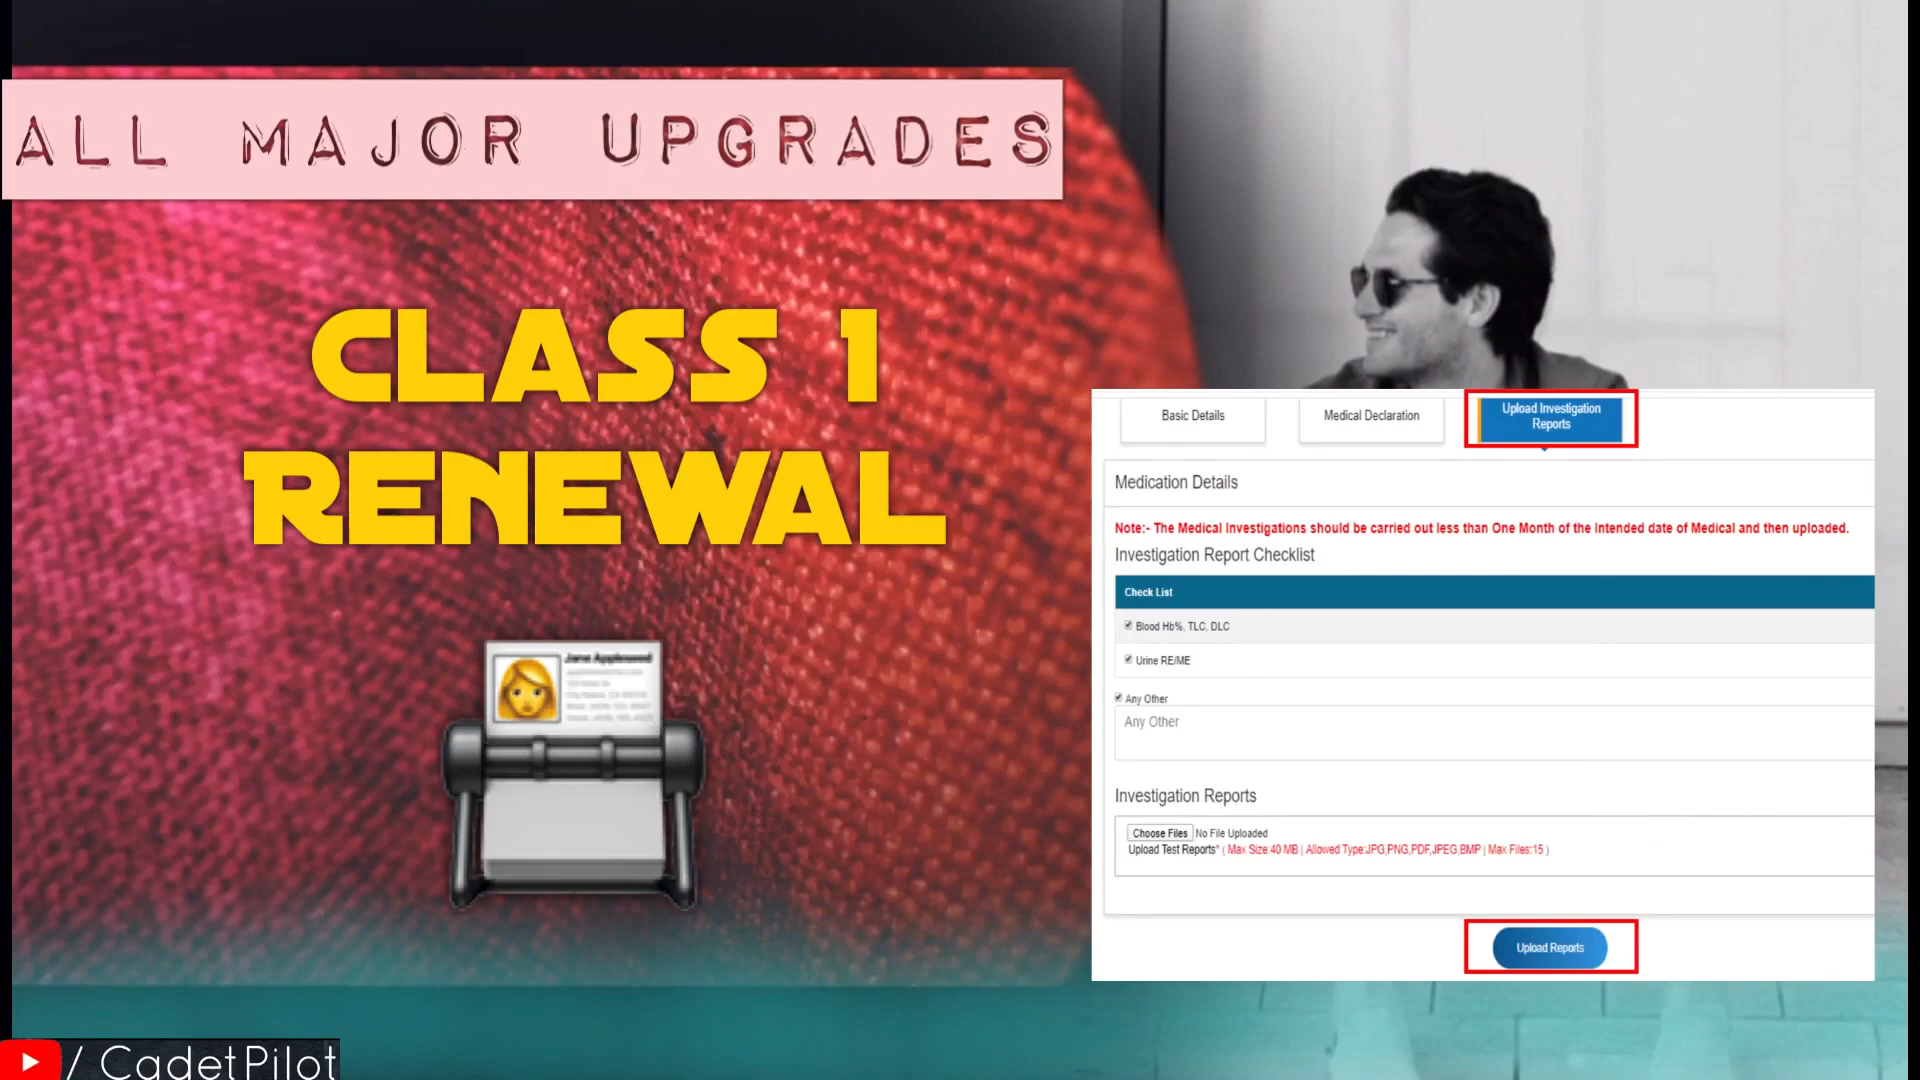 ALL MAJOR UPGRADES
CLASS 1
RENEWAL
Jane Appleseed
Basic Details
Medical Declaration
Upload Investigation
Reports
Medication Details
Note:- The Medical Investigations should be carried out less than One Month of the Intended date of Medical and then uploaded.
Investigation Report Checklist
Check List
Blood Hb%, TLC, DLC
Urine RE/ME
Any Other
Any Other
Investigation Reports
Choose Files No File Uploaded
Upload Test Reports* ( Max Size:40 MB | Allowed Type:JPG,PNG,PDF,JPEG,BMP | Max Files:15 )
Upload Reports
/ CadetPilot